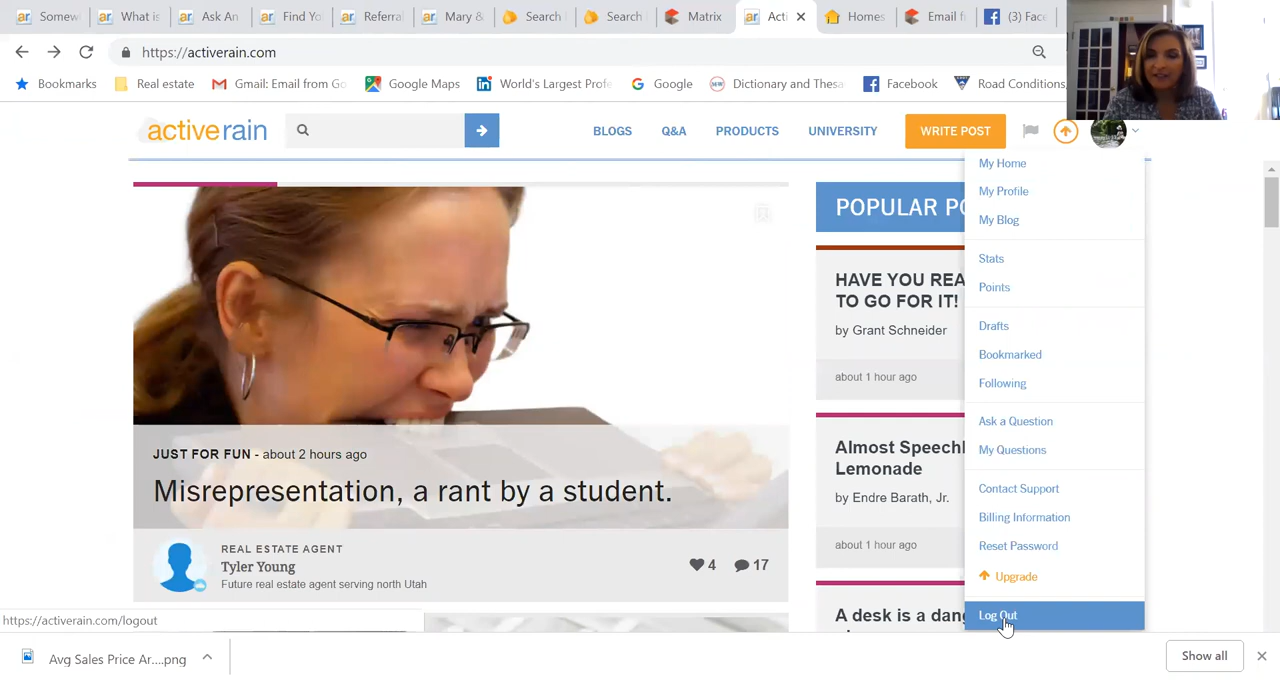 Somew
What is
Ask An
Find Yo
Referra
Mary &
Search
Search
Matrix
Acti
Homes
Email f
(3) Face
https://activerain.com
Bookmarks
Real estate
Gmail: Email from Go
Google Maps
World's Largest Profe
Google
Dictionary and Thesa
Facebook
Road Conditions,
activerain
BLOGS
Q&A
PRODUCTS
UNIVERSITY
WRITE POST
My Home
My Profile
My Blog
Stats
Points
Drafts
Bookmarked
Following
Ask a Question
My Questions
Contact Support
Billing Information
Reset Password
Upgrade
Log Out
JUST FOR FUN - about 2 hours ago
Misrepresentation, a rant by a student.
REAL ESTATE AGENT
Tyler Young
Future real estate agent serving north Utah
4
17
POPULAR PO
HAVE YOU REA
TO GO FOR IT!
by Grant Schneider
about 1 hour ago
Almost Speechl
Lemonade
by Endre Barath, Jr.
about 1 hour ago
A desk is a dang
https://activerain.com/logout
Avg Sales Price Ar....png
Show all